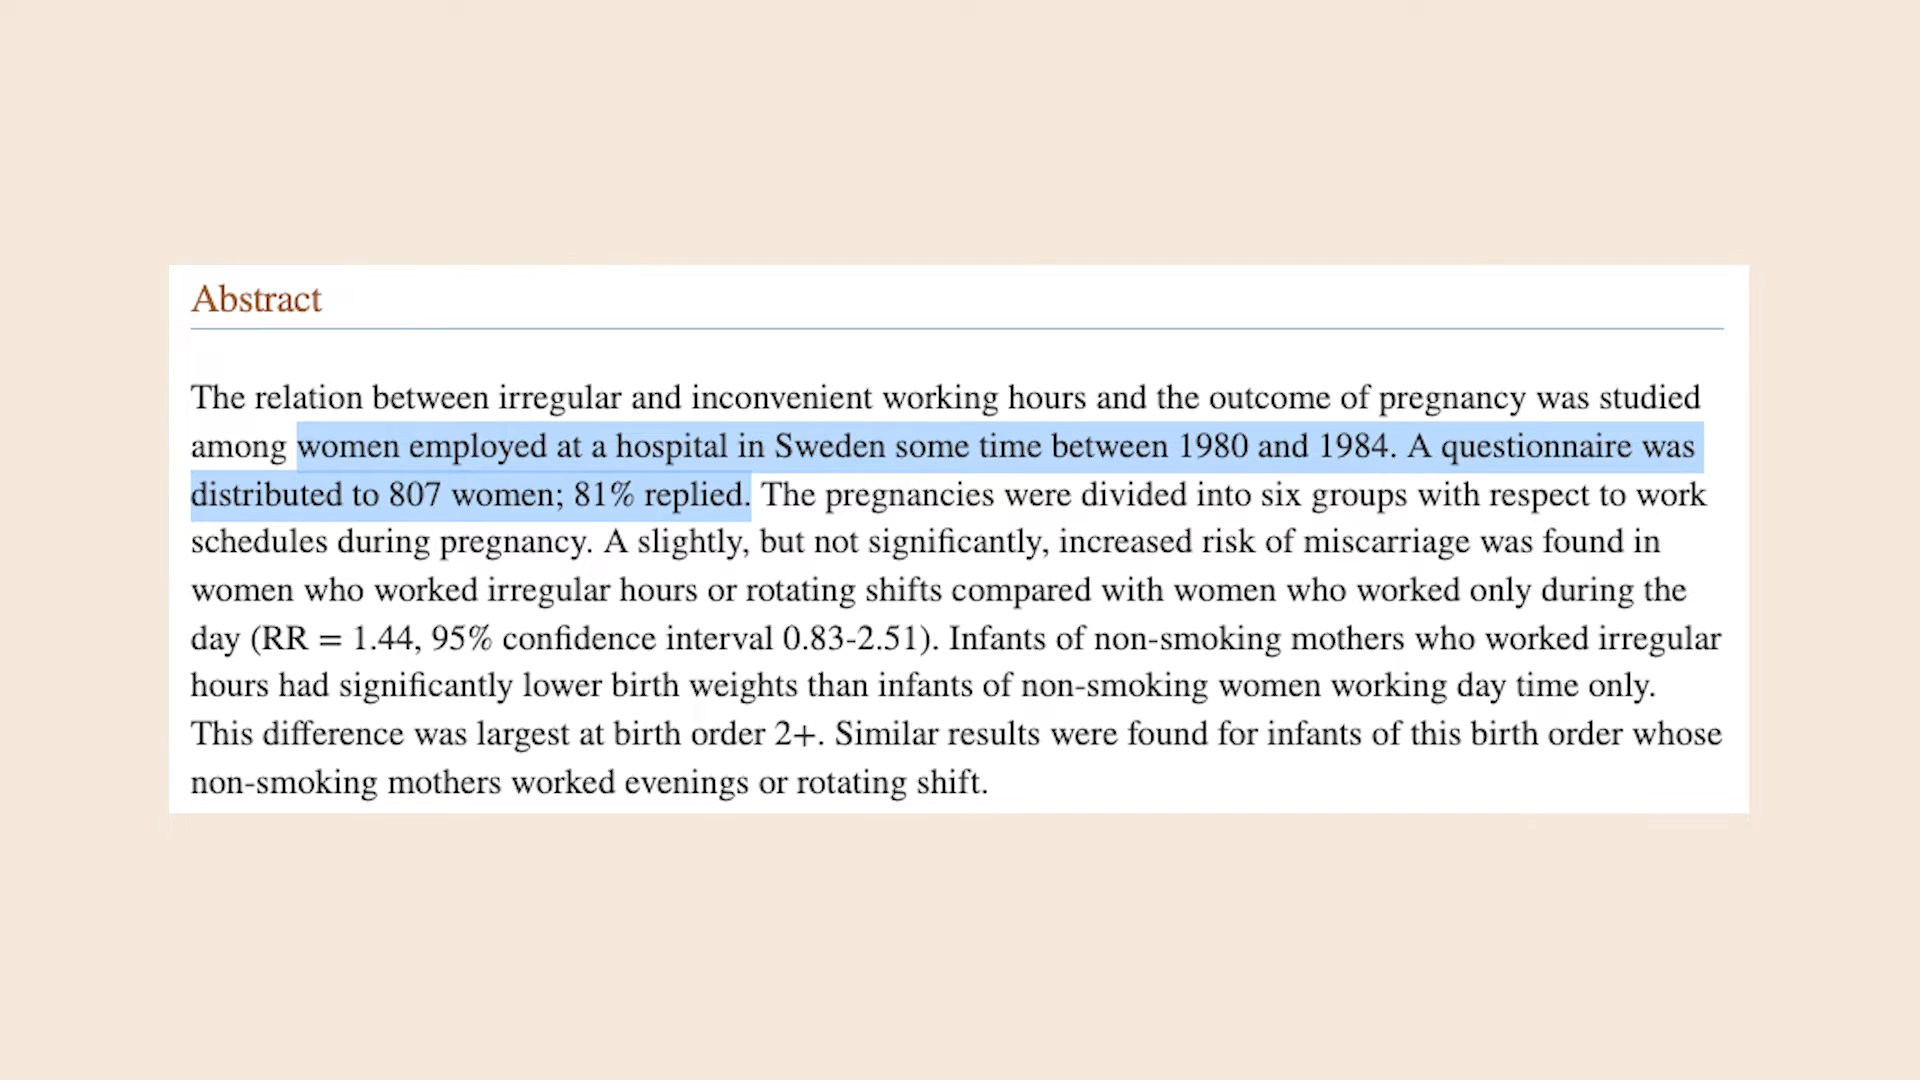 Abstract
The relation between irregular and inconvenient working hours and the outcome of pregnancy was studied
among women employed at a hospital in Sweden some time between 1980 and 1984. A questionnaire was
distributed to 807 women; 81% replied. The pregnancies were divided into six groups with respect to work
schedules during pregnancy. A slightly, but not significantly, increased risk of miscarriage was found in
women who worked irregular hours or rotating shifts compared with women who worked only during the
day (RR = 1.44, 95% confidence interval 0.83-2.51). Infants of non-smoking mothers who worked irregular
hours had significantly lower birth weights than infants of non-smoking women working day time only.
This difference was largest at birth order 2+. Similar results were found for infants of this birth order whose
non-smoking mothers worked evenings or rotating shift.